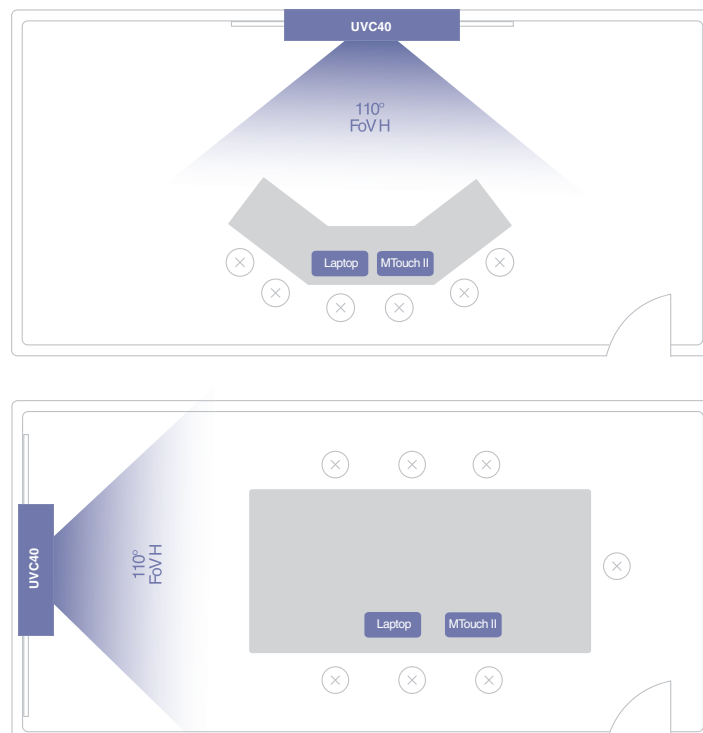 UVC40
110°
FoV H
Laptop
MTouch II
UVC40
110°
FoV H
Laptop
MTouch II